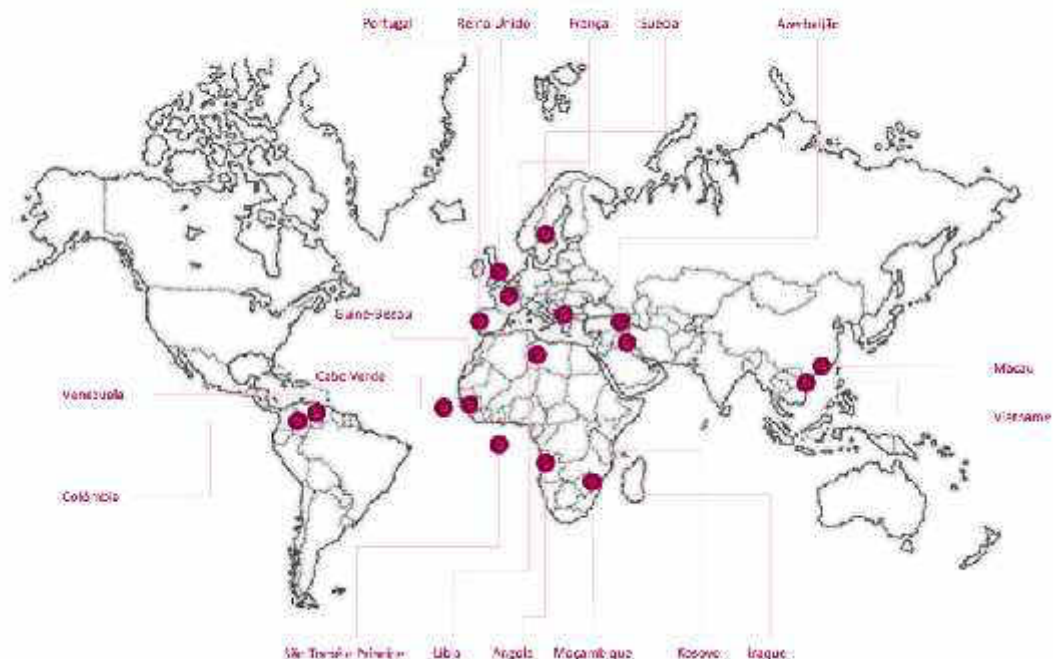 Portugal
Reino Unido
França
Suécia
Azerbaijão
Guiné-Bissau
Cabo Verde
Venezuela
Colômbia
Macau
Vietname
São Tomé e Príncipe
Líbia
Angola
Moçambique
Kosovo
Iraque